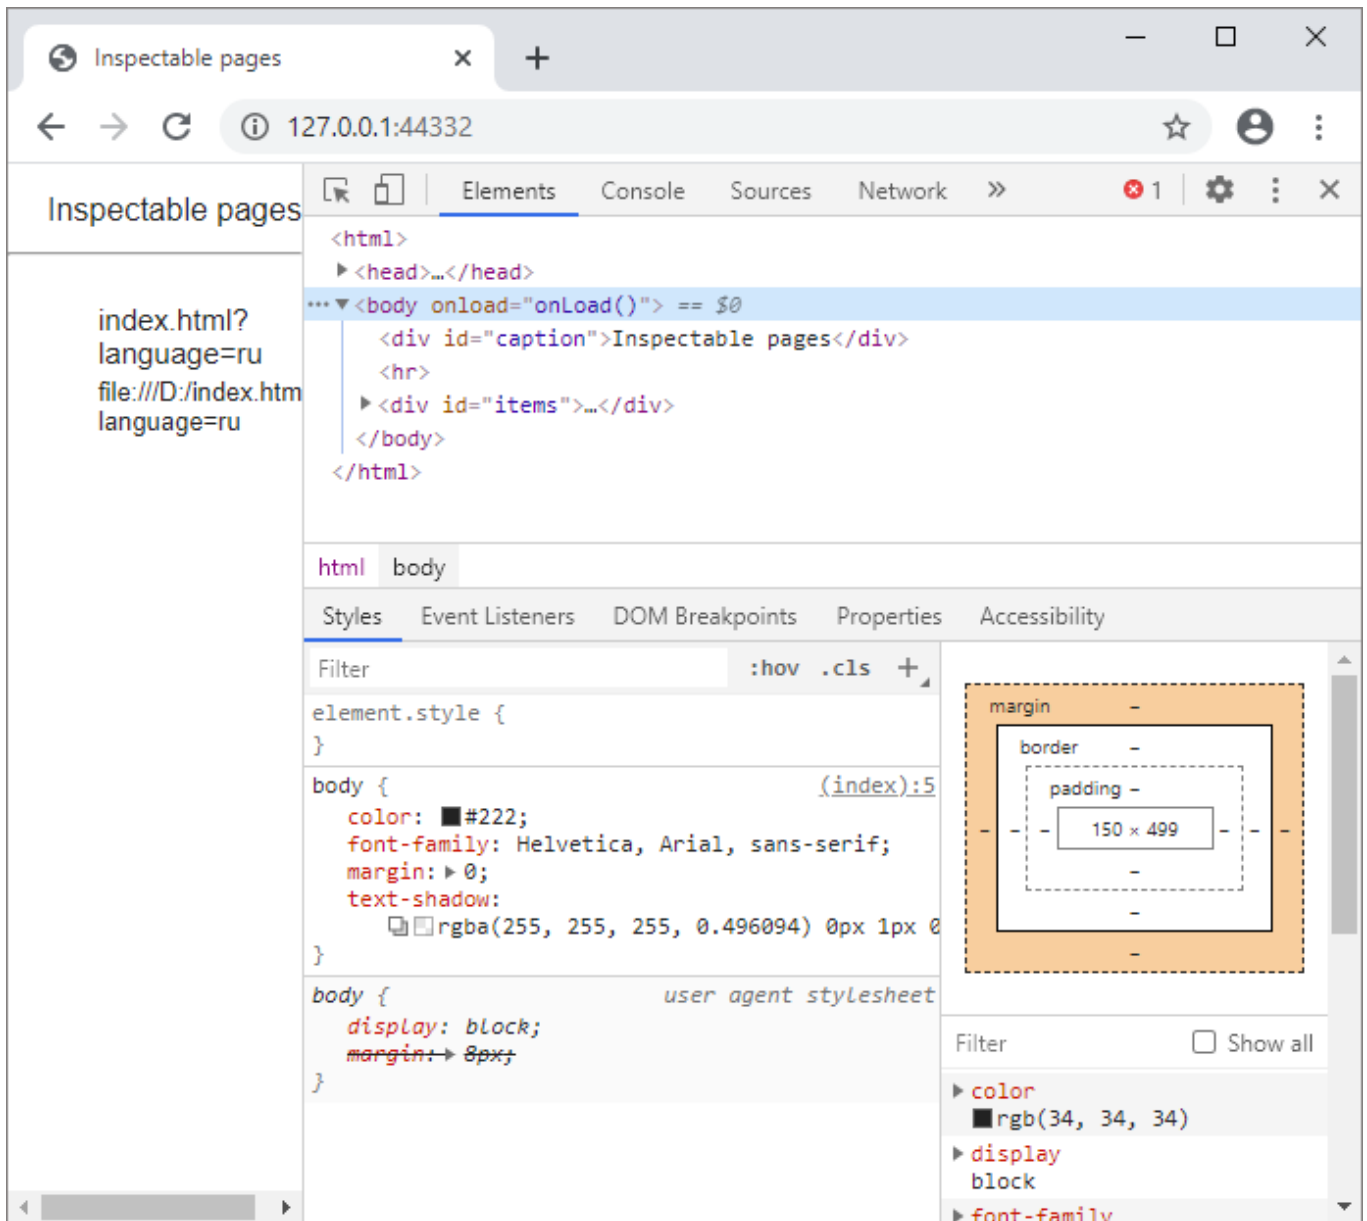 Inspectable pages
127.0.0.1:44332
Inspectable pages
index.html?
language=ru
file:///D:/index.htm
language=ru
Elements Console Sources Network » 1
<html>
<head>…</head>
<body onload="onLoad()"> == $0
<div id="caption">Inspectable pages</div>
<hr>
<div id="items">…</div>
</body>
</html>
html body
Styles Event Listeners DOM Breakpoints Properties Accessibility
Filter :hov .cls +
element.style {
}
body { (index):5
color: #222;
font-family: Helvetica, Arial, sans-serif;
margin: 0;
text-shadow:
rgba(255, 255, 255, 0.496094) 0px 1px 0
}
body { user agent stylesheet
display: block;
margin: 8px;
}
margin –
border –
padding –
– – – 150 × 499 – – –
–
–
–
Filter Show all
color
rgb(34, 34, 34)
display
block
font-family